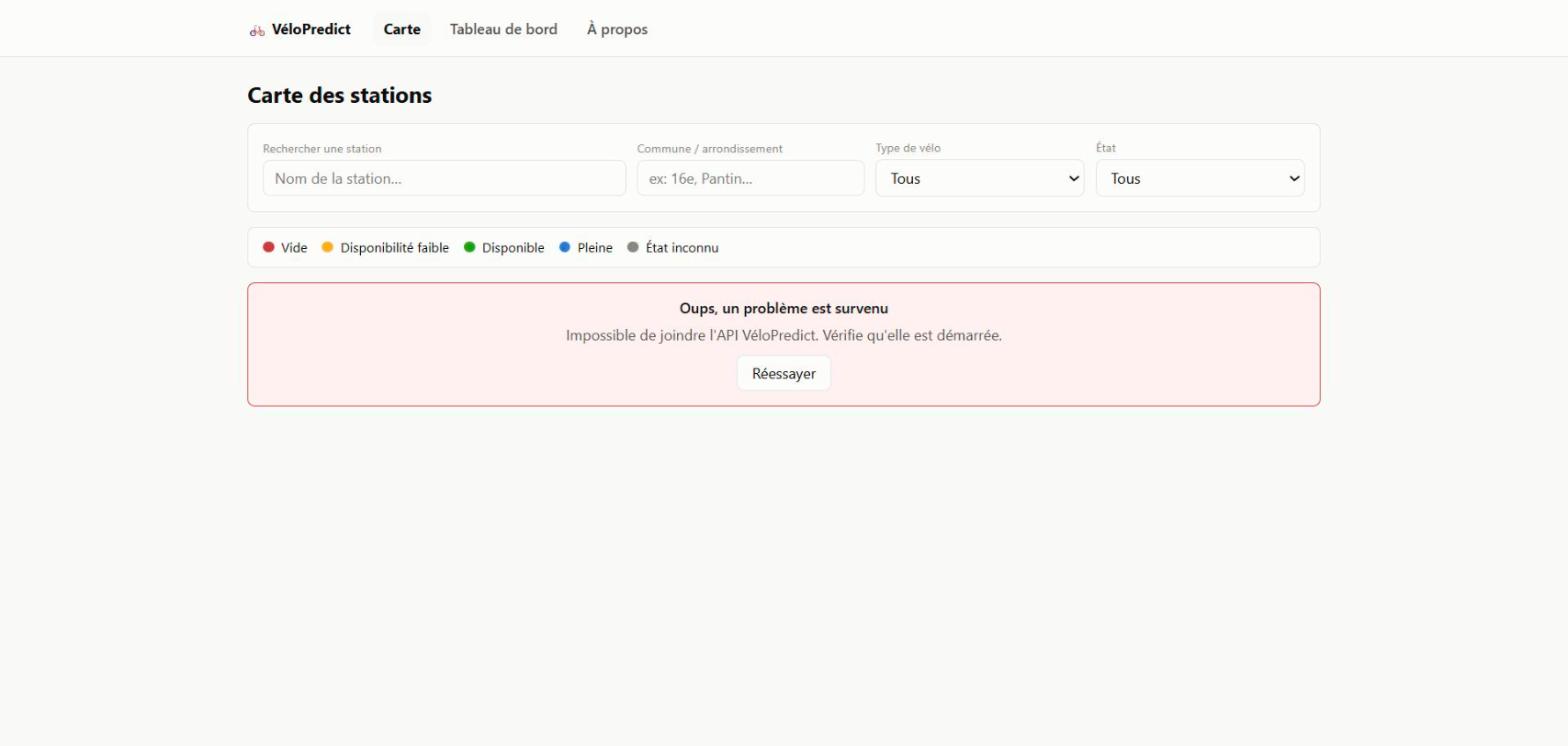 VéloPredict Carte Tableau de bord À propos
Carte des stations
Rechercher une station Commune / arrondissement Type de vélo État
Nom de la station... ex: 16e, Pantin... Tous Tous
Vide Disponibilité faible Disponible Pleine État inconnu
Oups, un problème est survenu
Impossible de joindre l'API VéloPredict. Vérifie qu'elle est démarrée.
Réessayer